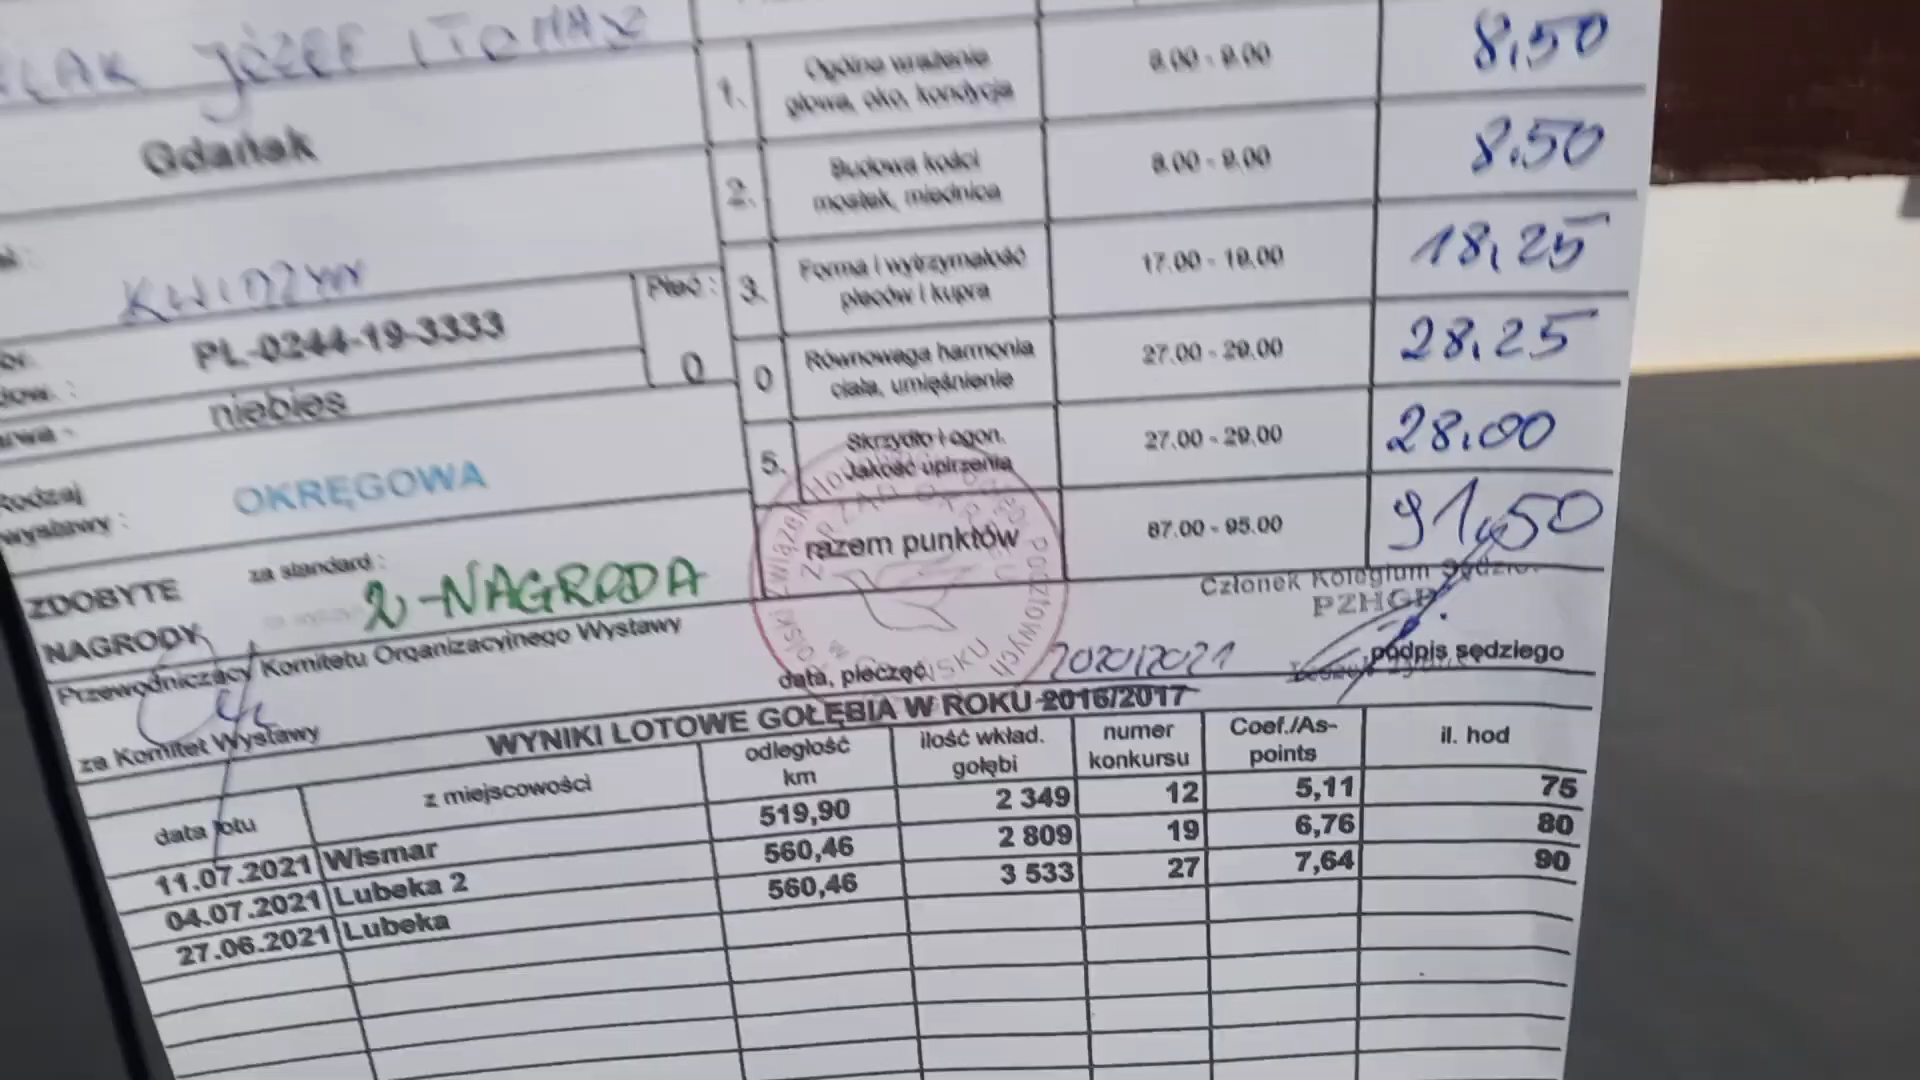 JÓZEF I TOMASZ
Gdańsk
KWIDZYN
PL-0244-19-3333
Płeć :
0
niebies
Rodzaj
wystawy :
OKRĘGOWA
ZDOBYTE
NAGRODY
za standard :
2-NAGRODA
1.
Ogólne wrażenie
głowa, oko, kondycja
8.00 - 9.00
8,50
2.
Budowa kości
mostek, miednica
8.00 - 9.00
8.50
3.
Forma i wytrzymałość
pleców i kupra
17.00 - 19.00
18,25
0
Równowaga harmonia
ciała, umięśnienie
27.00 - 29.00
28,25
5.
Skrzydło i ogon.
Jakość upierzenia
27.00 - 29.00
28.00
razem punktów
87.00 - 95.00
91,50
Członek Kolegium Sędziów
PZHGP
podpis sędziego
Przewodniczący Komitetu Organizacyjnego Wystawy
data, pieczęć
2020/2021
za Komitet Wystawy
WYNIKI LOTOWE GOŁĘBIA W ROKU 2016/2017
data lotu z miejscowości odległość km ilość wkład. gołębi numer konkursu Coef./As-points il. hod
11.07.2021 Wismar 519,90 2 349 12 5,11 75
04.07.2021 Lubeka 2 560,46 2 809 19 6,76 80
27.06.2021 Lubeka 560,46 3 533 27 7,64 90